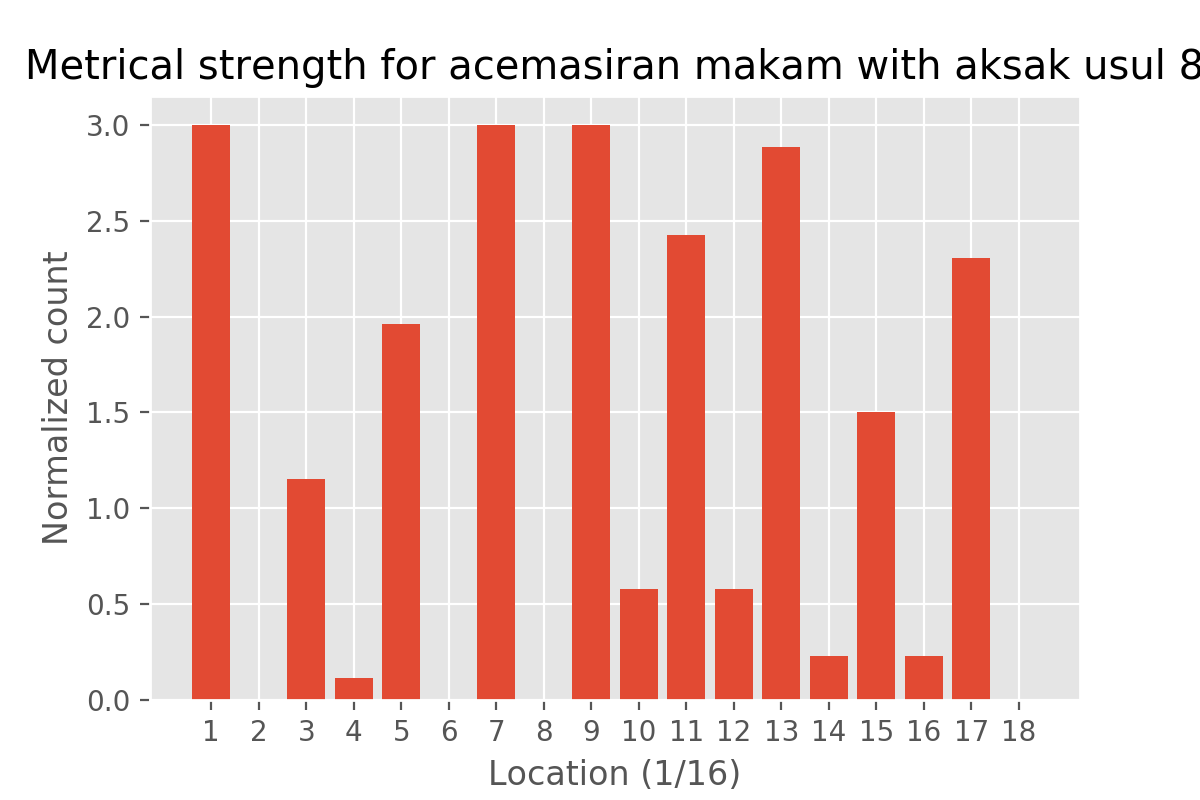 Metrical strength for acemasiran makam with aksak usul 8
3.0
2.5
2.0
1.5
1.0
0.5
0.0
Normalized count
1 2 3 4 5 6 7 8 9 10 11 12 13 14 15 16 17 18
Location (1/16)